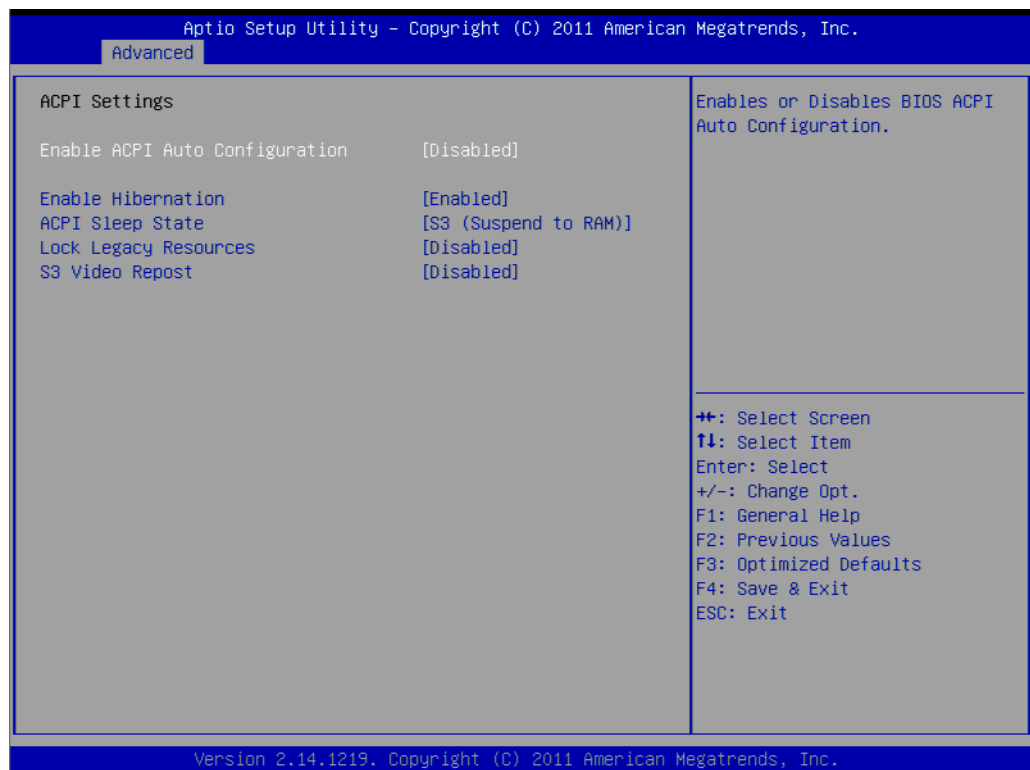 Aptio Setup Utility – Copyright (C) 2011 American Megatrends, Inc.
Advanced
ACPI Settings
Enable ACPI Auto Configuration [Disabled]
Enable Hibernation [Enabled]
ACPI Sleep State [S3 (Suspend to RAM)]
Lock Legacy Resources [Disabled]
S3 Video Repost [Disabled]
Enables or Disables BIOS ACPI
Auto Configuration.
→←: Select Screen
↑↓: Select Item
Enter: Select
+/-: Change Opt.
F1: General Help
F2: Previous Values
F3: Optimized Defaults
F4: Save & Exit
ESC: Exit
Version 2.14.1219. Copyright (C) 2011 American Megatrends, Inc.